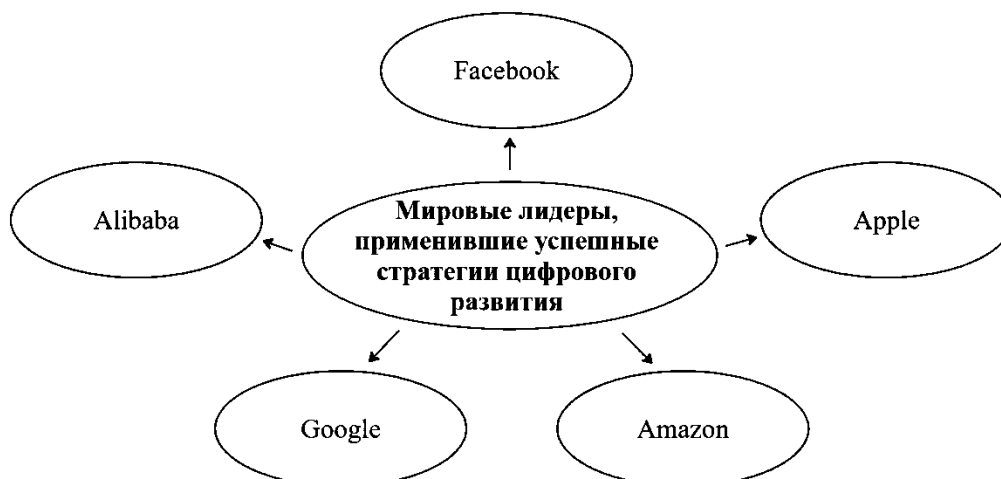 Facebook
Alibaba
Мировые лидеры,
применившие успешные
стратегии цифрового
развития
Apple
Google
Amazon